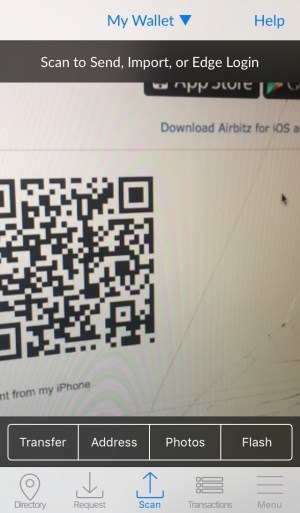 My Wallet ▼
Help
Scan to Send, Import, or Edge Login
App Store
Download Airbitz for iOS a
nt from my iPhone
Transfer
Address
Photos
Flash
Directory
Request
Scan
Transactions
Menu